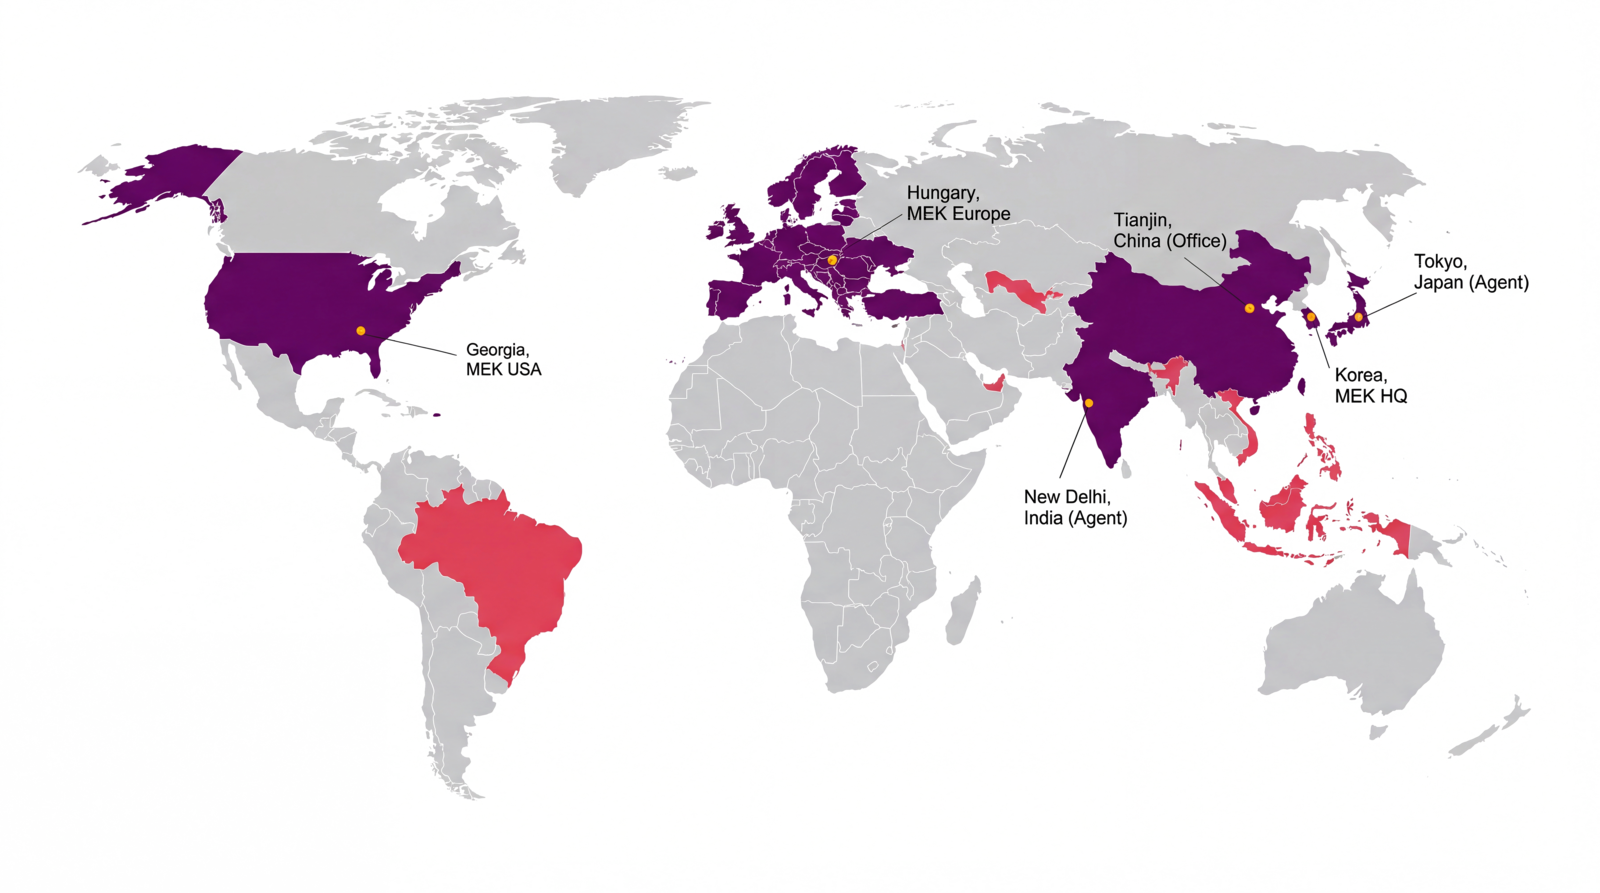 Hungary,
MEK Europe
Tianjin,
China (Office)
Tokyo,
Japan (Agent)
Georgia,
MEK USA
Korea,
MEK HQ
New Delhi,
India (Agent)